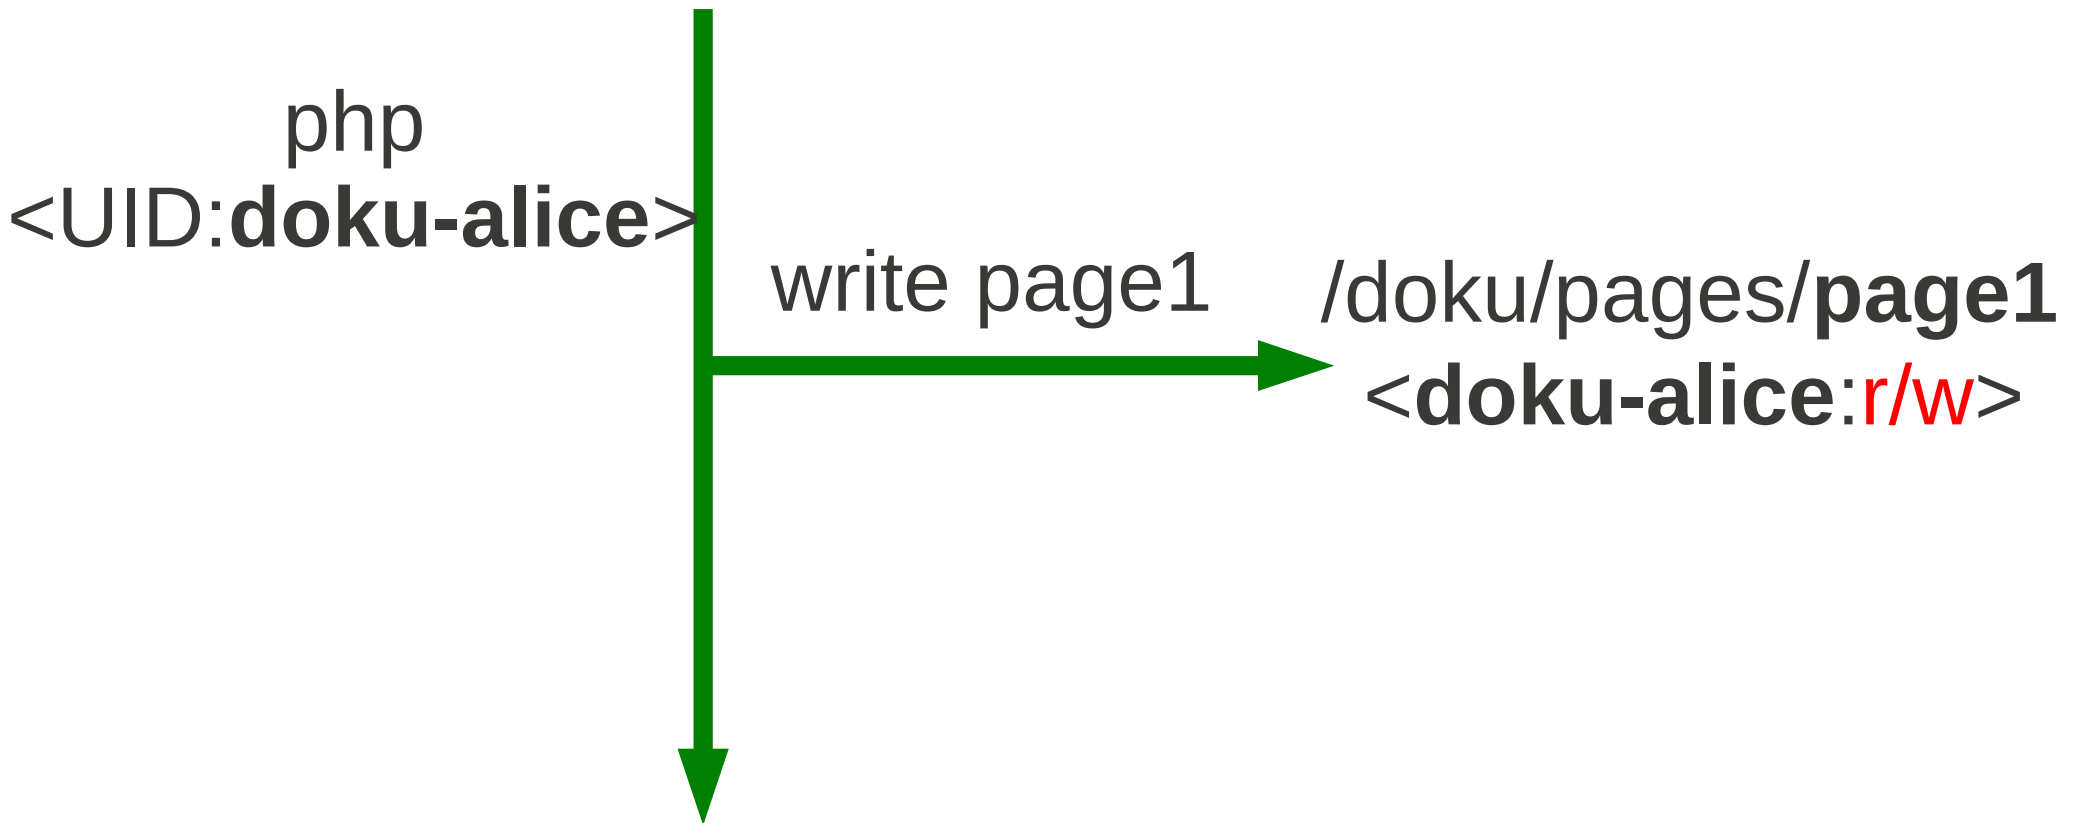 php
<UID:doku-alice>
write page1
/doku/pages/page1
<doku-alice:r/w>